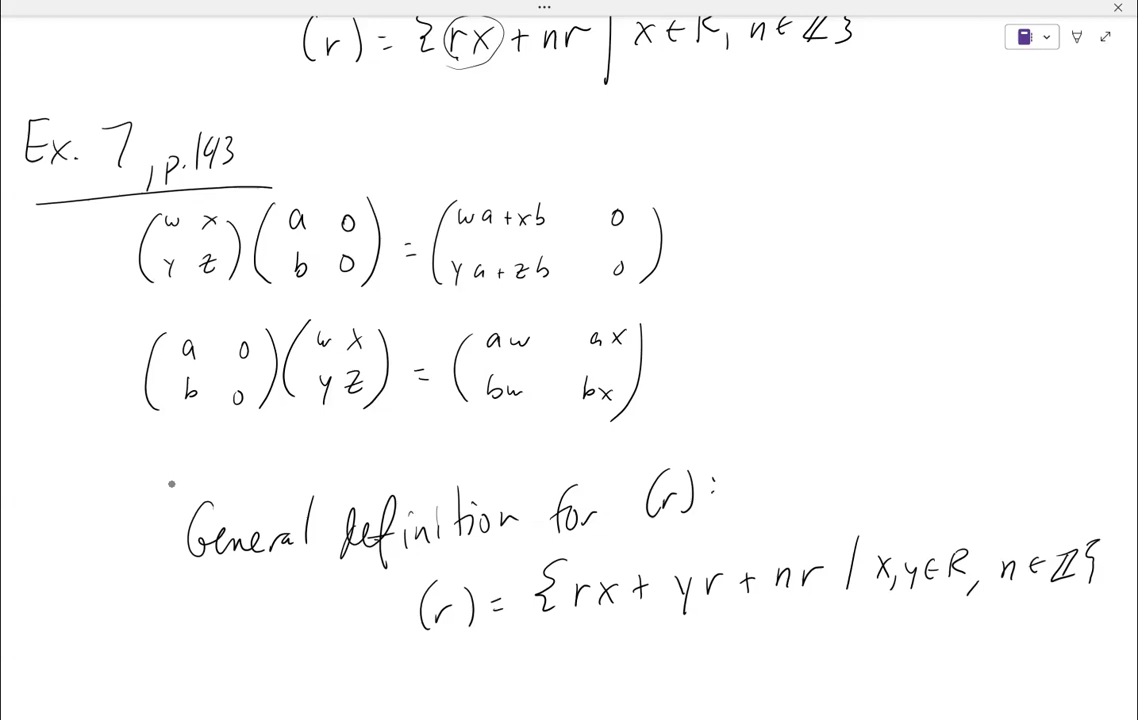 (r) = {rx + nr | x ∈ R, n ∈ ℤ}
Ex. 7, p.143
(w x; y z)(a 0; b 0) = (wa+xb 0; ya+zb 0)
(a 0; b 0)(w x; y z) = (aw ax; bw bx)
General definition for (r):
(r) = {rx + yr + nr / x,y ∈ R, n ∈ ℤ}